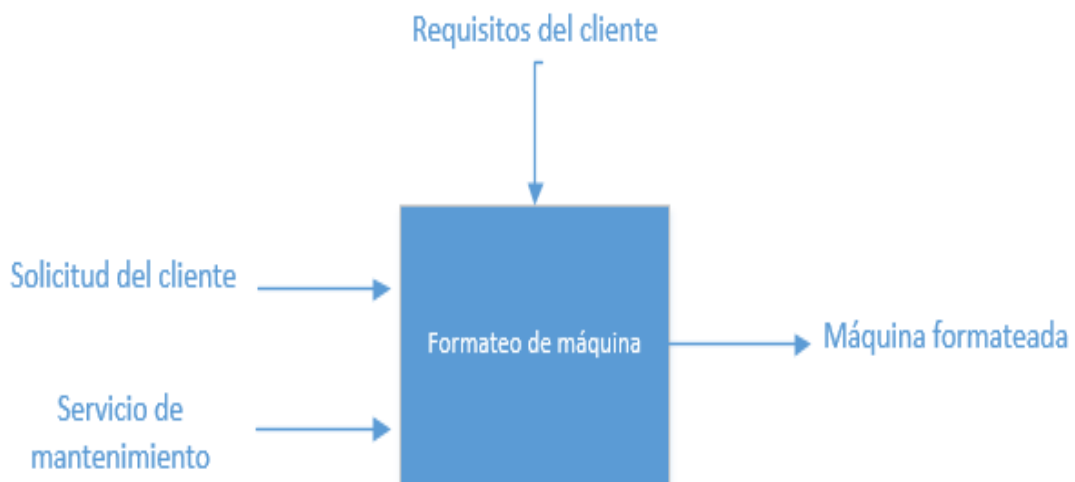 Requisitos del cliente
Solicitud del cliente
Formateo de máquina
Máquina formateada
Servicio de
mantenimiento